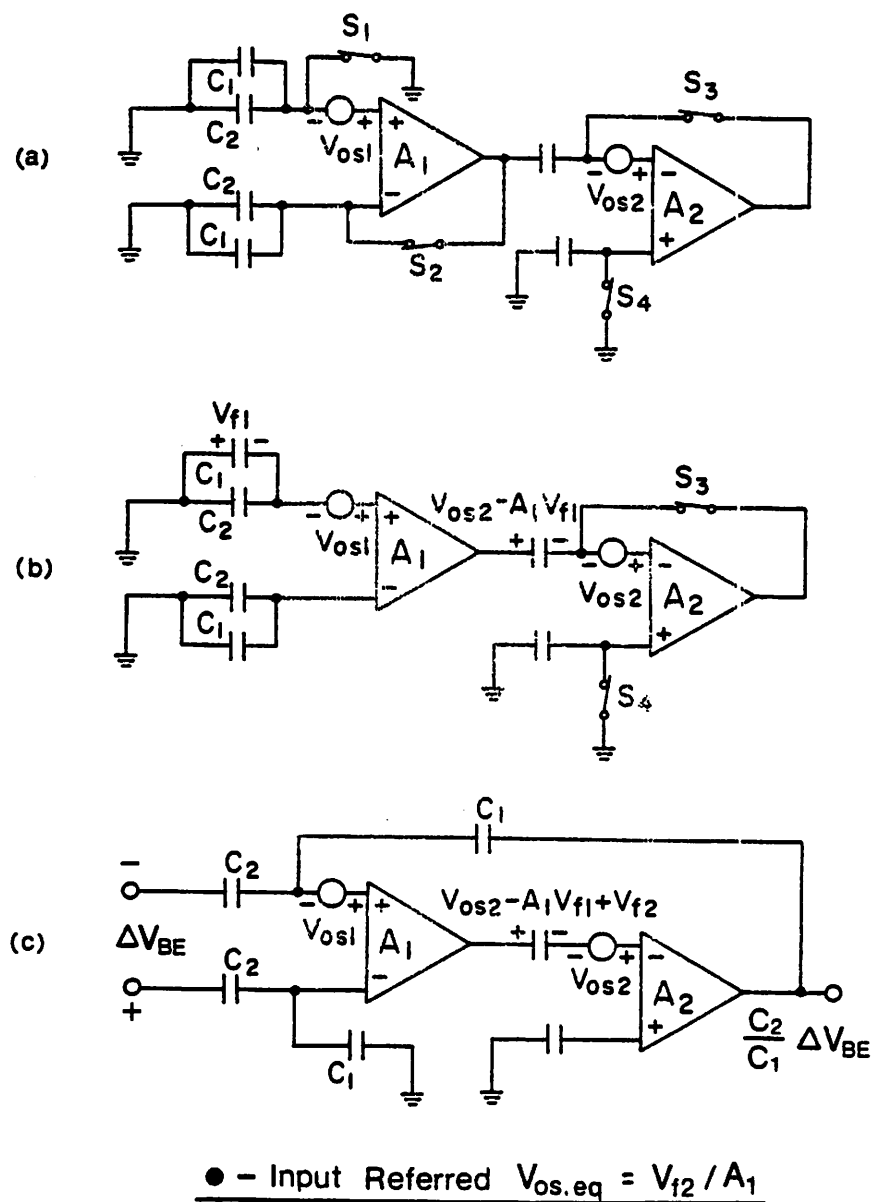 (a)
S1
C1
C2
- +
Vos1
+
A1
-
C2
C1
S2
S3
- +
Vos2
-
A2
+
S4
(b)
Vf1
+ -
C1
C2
- +
Vos1
+
A1
-
C2
C1
Vos2-A1Vf1
+ -
S3
- +
Vos2
-
A2
+
S4
(c)
C1
-
C2
ΔVBE
- +
Vos1
+
A1
-
C2
+
C1
Vos2-A1Vf1+Vf2
+ -
- +
Vos2
-
A2
+
C2/C1 ΔVBE
● - Input Referred Vos.eq = Vf2/A1